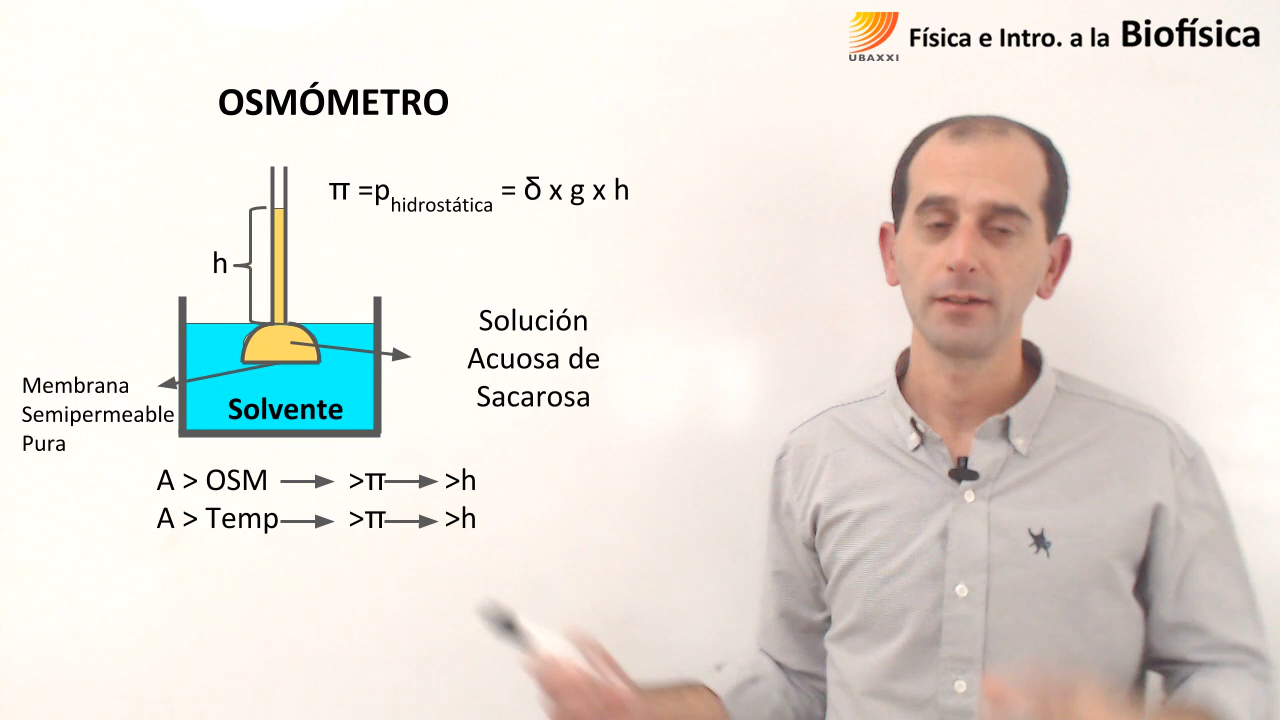 UBAXXI
Física e Intro. a la Biofísica
OSMÓMETRO
π =phidrostática = δ x g x h
h
Solución
Acuosa de
Sacarosa
Membrana
Semipermeable
Pura
Solvente
A > OSM → >π → >h
A > Temp → >π → >h